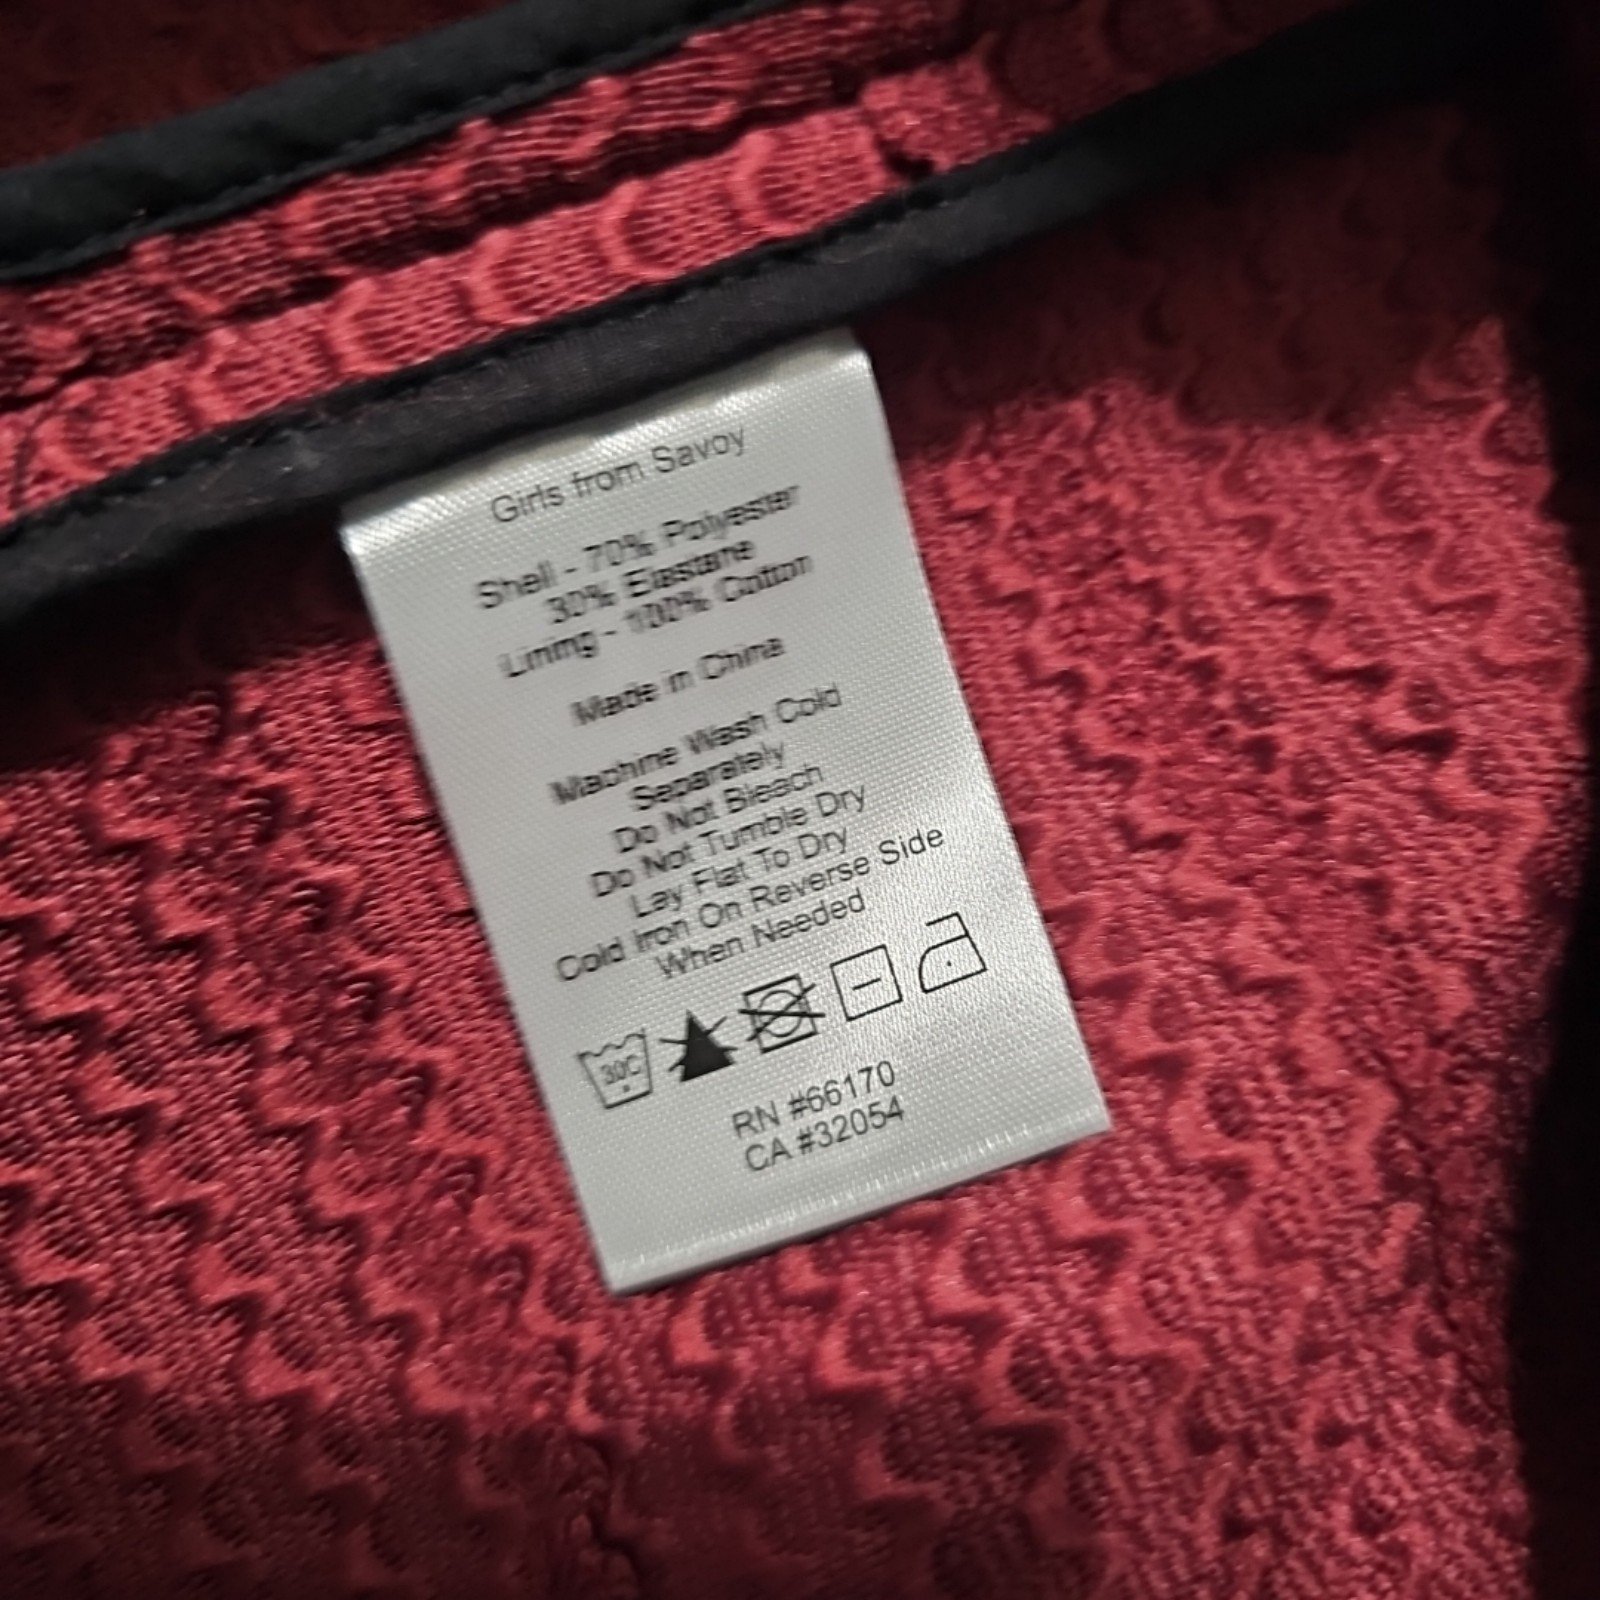 Girls from Savoy
Shell - 70% Polyester
30% Elastane
Lining - 100% Cotton
Made in China
Machine Wash Cold
Separately
Do Not Bleach
Do Not Tumble Dry
Lay Flat To Dry
Cold Iron On Reverse Side
When Needed
30C
RN #66170
CA #32054